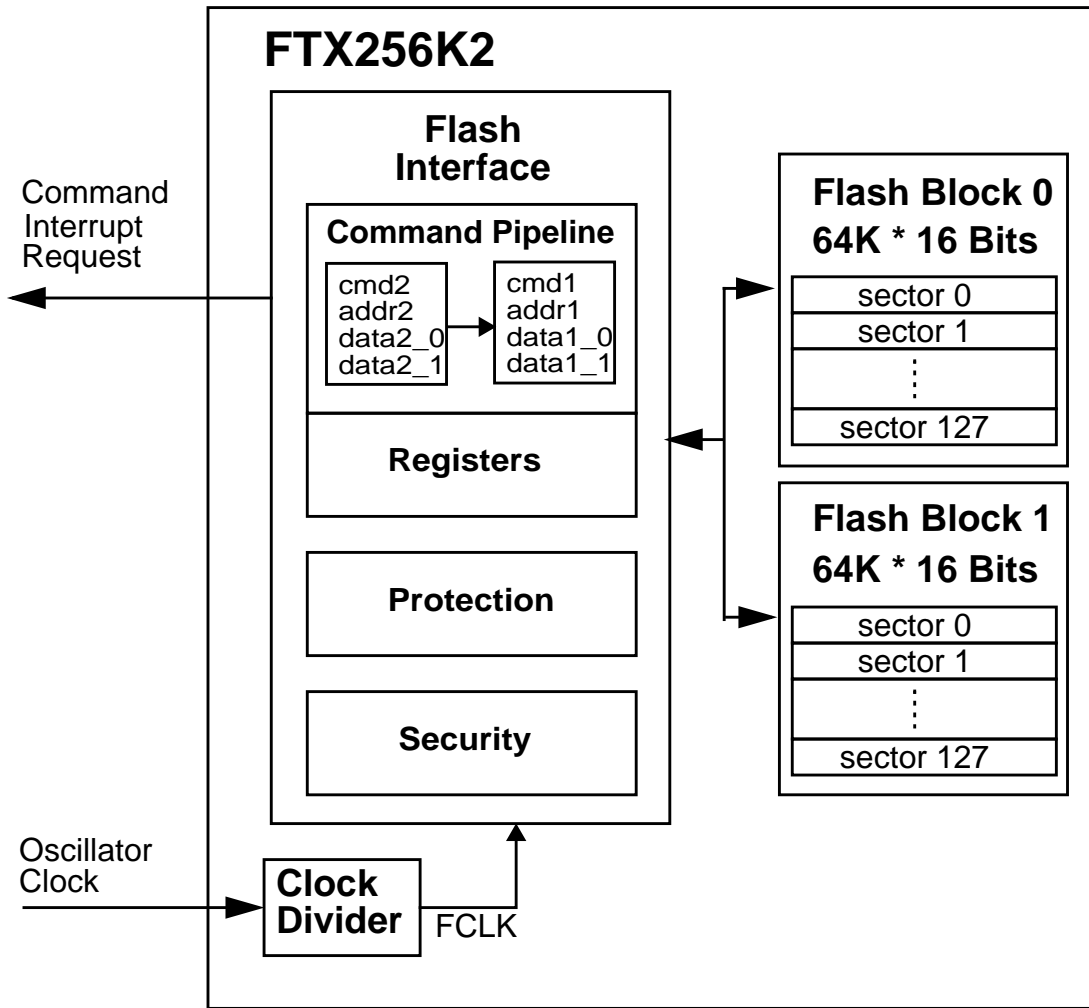 FTX256K2
Flash
Interface
Command
Interrupt
Request
Command Pipeline
cmd2
addr2
data2_0
data2_1
cmd1
addr1
data1_0
data1_1
Registers
Protection
Security
Flash Block 0
64K * 16 Bits
sector 0
sector 1
sector 127
Flash Block 1
64K * 16 Bits
sector 0
sector 1
sector 127
Oscillator
Clock
Clock
Divider
FCLK